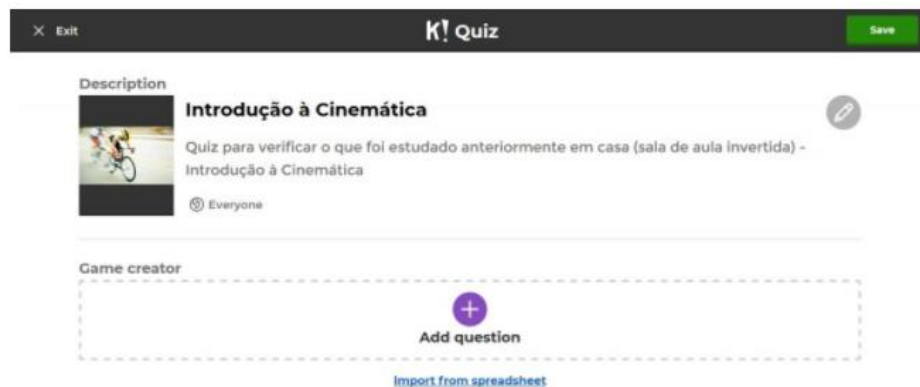 Exit
K! Quiz
Save
Description
Introdução à Cinemática
Quiz para verificar o que foi estudado anteriormente em casa (sala de aula invertida) -
Introdução à Cinemática
Everyone
Game creator
Add question
Import from spreadsheet